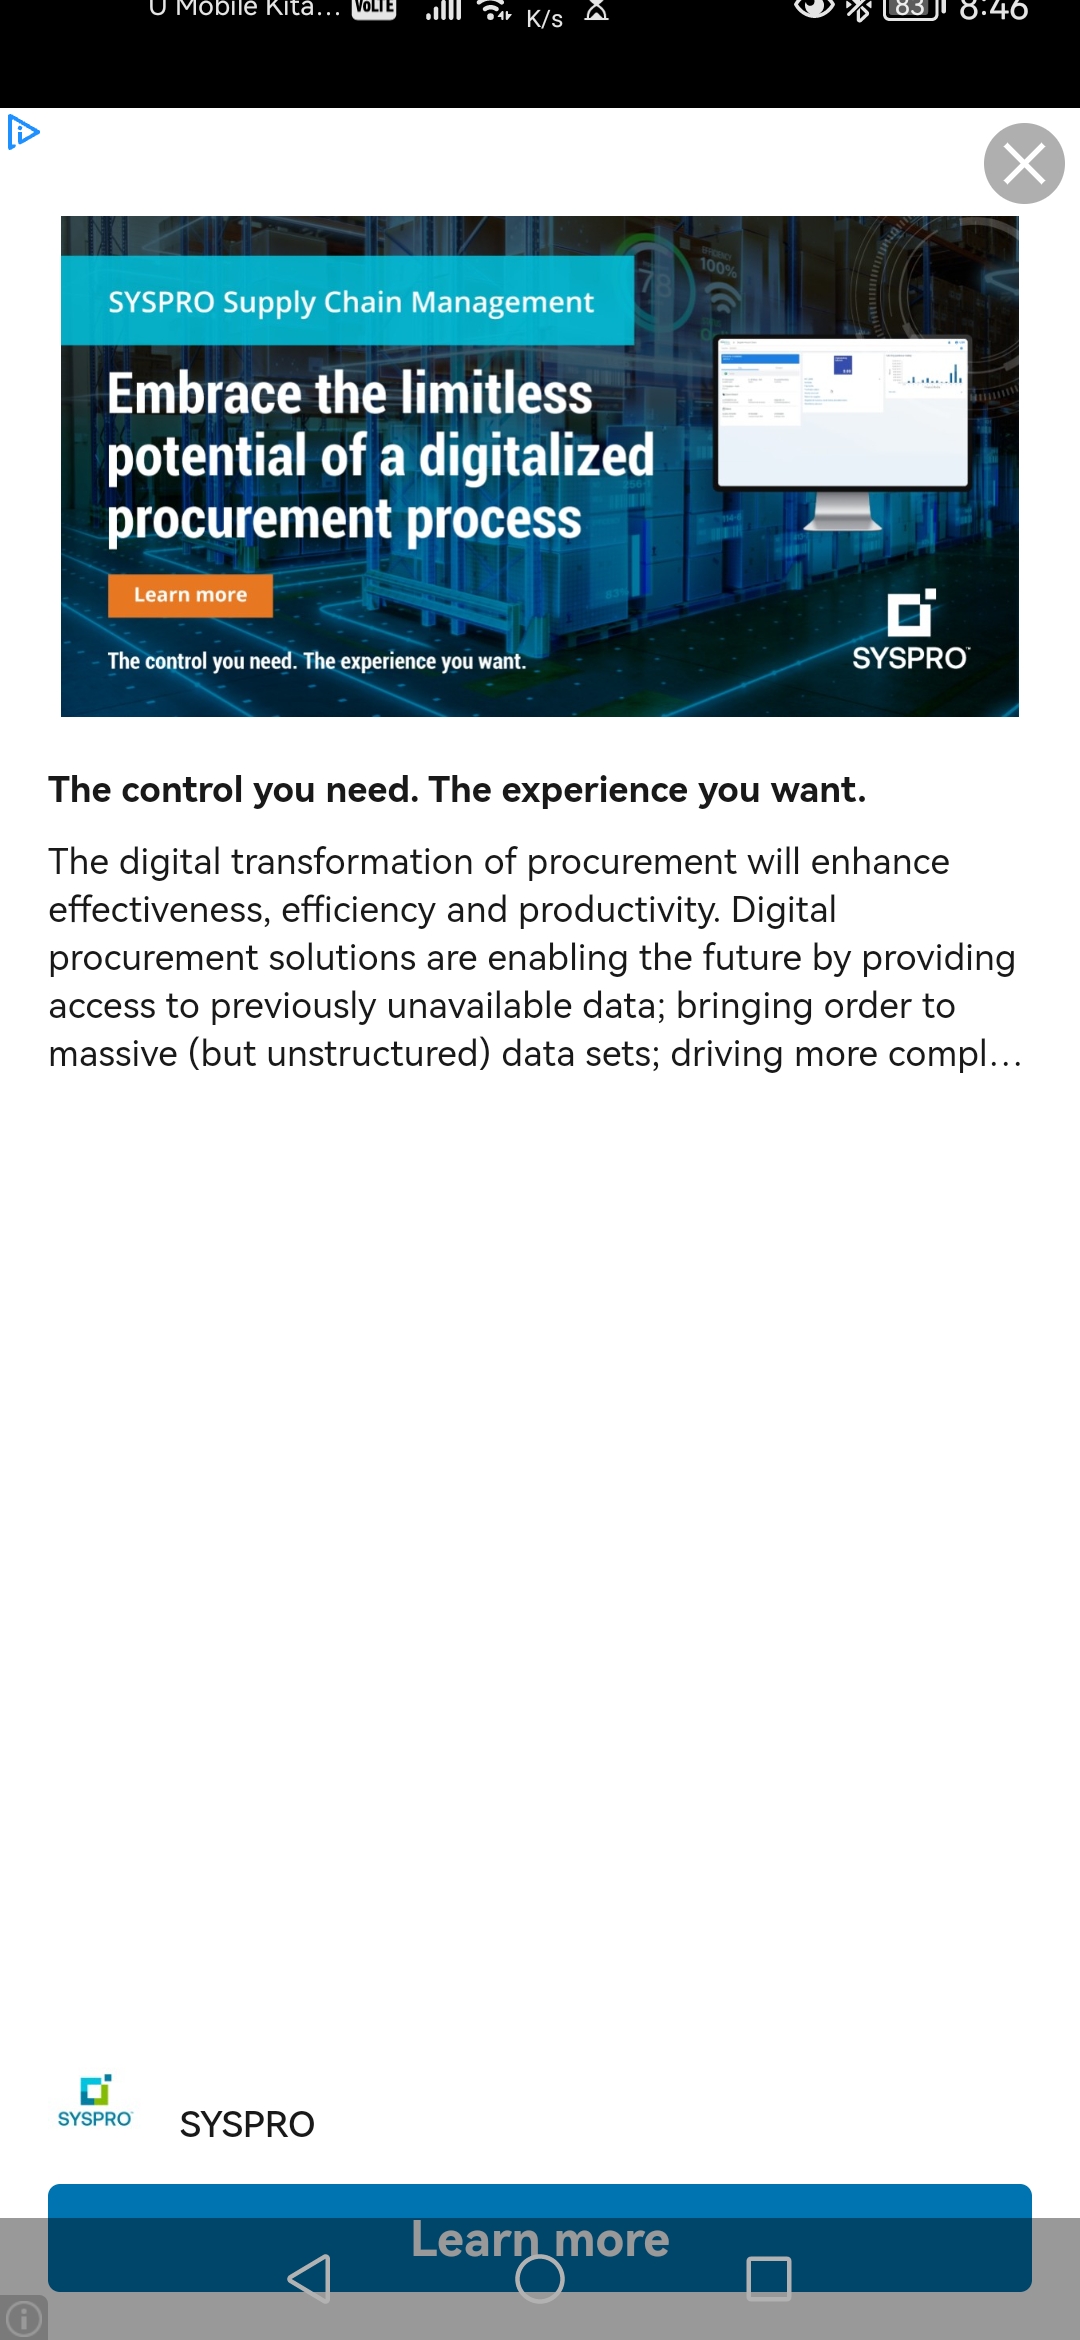 U Mobile Kita... VoLTE K/s 83 8:46
SYSPRO Supply Chain Management
78
EFFICIENCY
100%
Embrace the limitless
potential of a digitalized
procurement process
Learn more
The control you need. The experience you want.
SYSPRO
The control you need. The experience you want.
The digital transformation of procurement will enhance
effectiveness, efficiency and productivity. Digital
procurement solutions are enabling the future by providing
access to previously unavailable data; bringing order to
massive (but unstructured) data sets; driving more compl...
SYSPRO
SYSPRO
Learn more